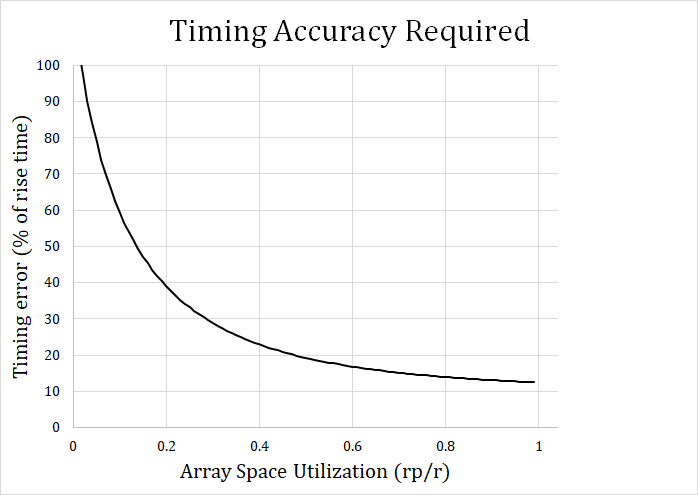 Timing Accuracy Required
100
90
80
70
60
50
40
30
20
10
0
Timing error (% of rise time)
0 0.2 0.4 0.6 0.8 1
Array Space Utilization (rp/r)